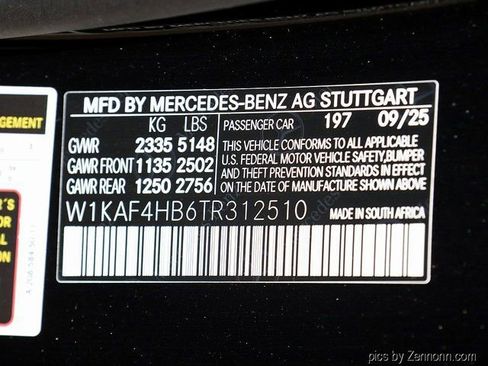 MFD BY MERCEDES-BENZ AG STUTTGART
KG LBS
GVWR 2335 5148
GAWR FRONT 1135 2502
GAWR REAR 1250 2756
PASSENGER CAR 197 09/25
THIS VEHICLE CONFORMS TO ALL APPLICABLE
U.S. FEDERAL MOTOR VEHICLE SAFETY, BUMPER
AND THEFT PREVENTION STANDARDS IN EFFECT
ON THE DATE OF MANUFACTURE SHOWN ABOVE.
W1KAF4HB6TR312510
MADE IN SOUTH AFRICA
GEMENT
pics by Zennonn.com